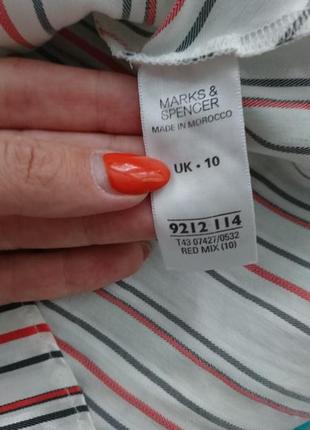 MARKS &
SPENCER
MADE IN MOROCCO
UK • 10
9212 114
T43 07427/0532
RED MIX (10)